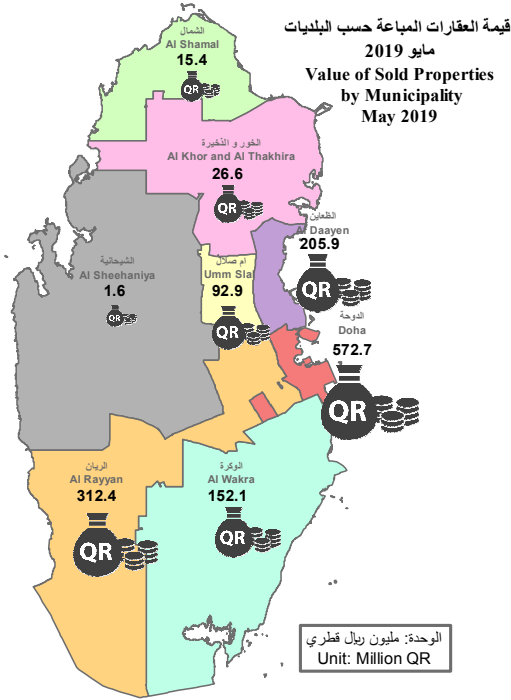 قيمة العقارات المباعة حسب البلديات
مايو 2019
Value of Sold Properties
by Municipality
May 2019
الشمال
Al Shamal
15.4
QR
الخور و الذخيرة
Al Khor and Al Thakhira
26.6
QR
الظعاين
Al Daayen
205.9
QR
ام صلال
Umm Slal
92.9
QR
الشيحانية
Al Sheehaniya
1.6
QR
الدوحة
Doha
572.7
QR
الريان
Al Rayyan
312.4
QR
الوكرة
Al Wakra
152.1
QR
الوحدة: مليون ريال قطري
Unit: Million QR